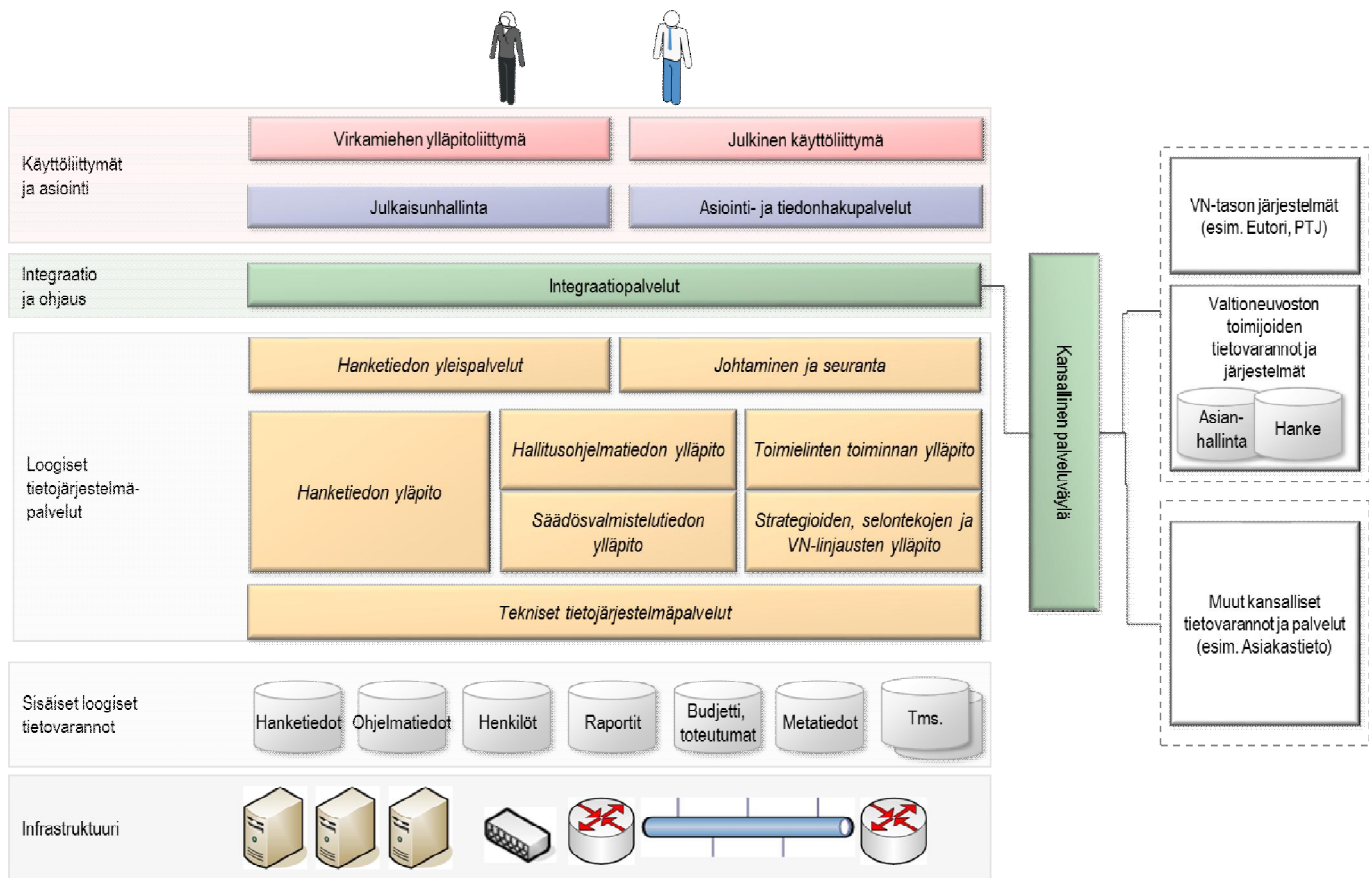 Käyttöliittymät
ja asiointi
Virkamiehen ylläpitoliittymä
Julkinen käyttöliittymä
Julkaisunhallinta
Asiointi- ja tiedonhakupalvelut
Integraatio
ja ohjaus
Integraatiopalvelut
Loogiset
tietojärjestelmä-
palvelut
Hanketiedon yleispalvelut
Johtaminen ja seuranta
Hanketiedon yläpito
Hallitusohjelmatiedon ylläpito
Toimielinten toiminnan ylläpito
Säädösvalmistelutiedon
ylläpito
Strategioiden, selontekojen ja
VN-linjausten ylläpito
Tekniset tietojärjestelmäpalvelut
Sisäiset loogiset
tietovarannot
Hanketiedot
Ohjelmatiedot
Henkilöt
Raportit
Budjetti,
toteutumat
Metatiedot
Tms.
Infrastruktuuri
Kansallinen palveluväylä
VN-tason järjestelmät
(esim. Eutori, PTJ)
Valtioneuvoston
toimijoiden
tietovarannot ja
järjestelmät
Asian-
hallinta
Hanke
Muut kansalliset
tietovarannot ja palvelut
(esim. Asiakastieto)